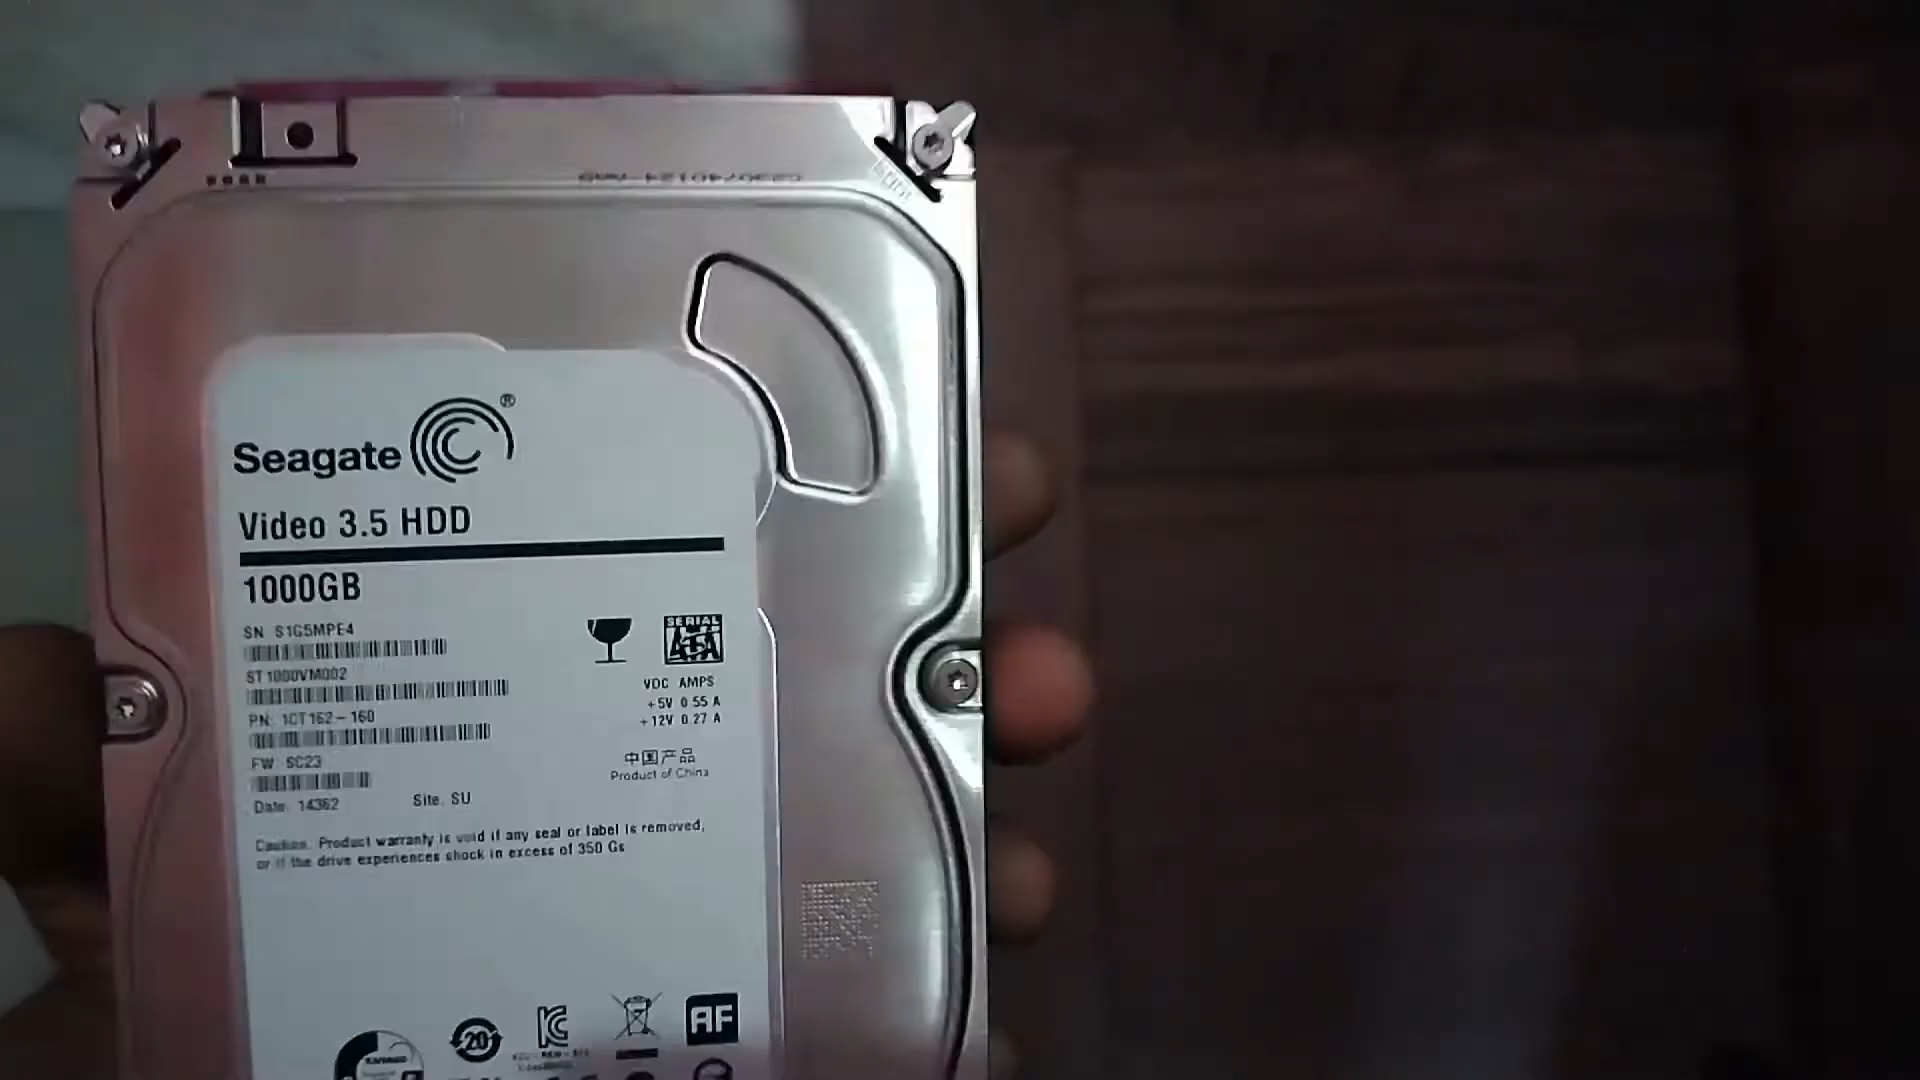 Seagate®
Video 3.5 HDD
1000GB
SN S1G5MPE4
SERIAL
ATA
ST1000VM002
VDC AMPS
+5V 0.55 A
PN: 1CT162-160
+12V 0.27 A
FW SC23
中国产品
Product of China
Date: 14362
Site. SU
Caution: Product warranty is void if any seal or label is removed,
or if the drive experiences shock in excess of 350 Gs
20
AF